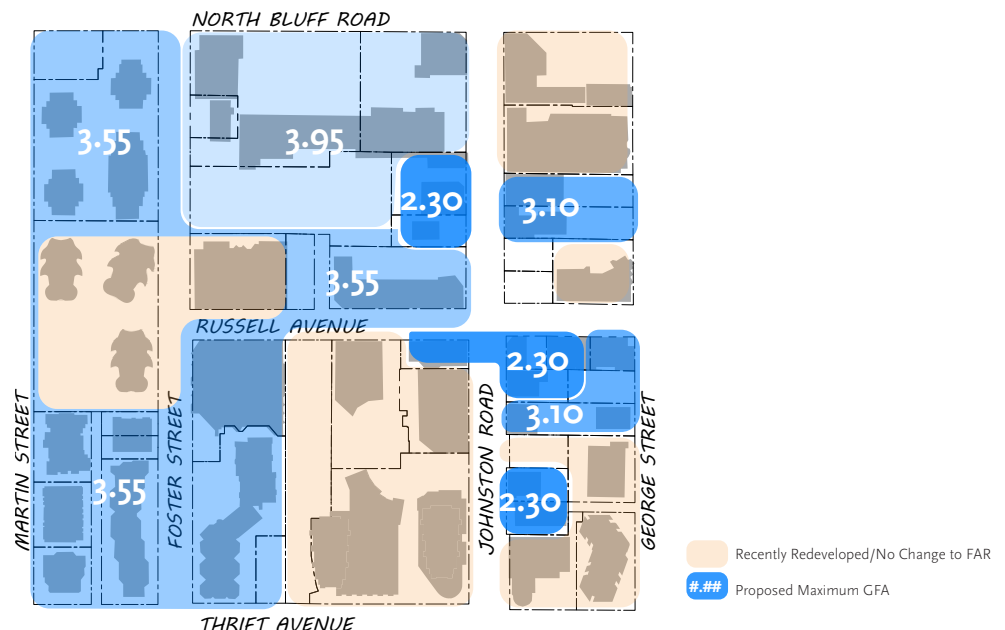 NORTH BLUFF ROAD
3.55
3.95
2.30
3.10
3.55
RUSSELL AVENUE
2.30
3.10
MARTIN STREET
FOSTER STREET
JOHNSTON ROAD
GEORGE STREET
3.55
2.30
Recently Redeveloped/No Change to FAR
#.## Proposed Maximum GFA
THRIFT AVENUE